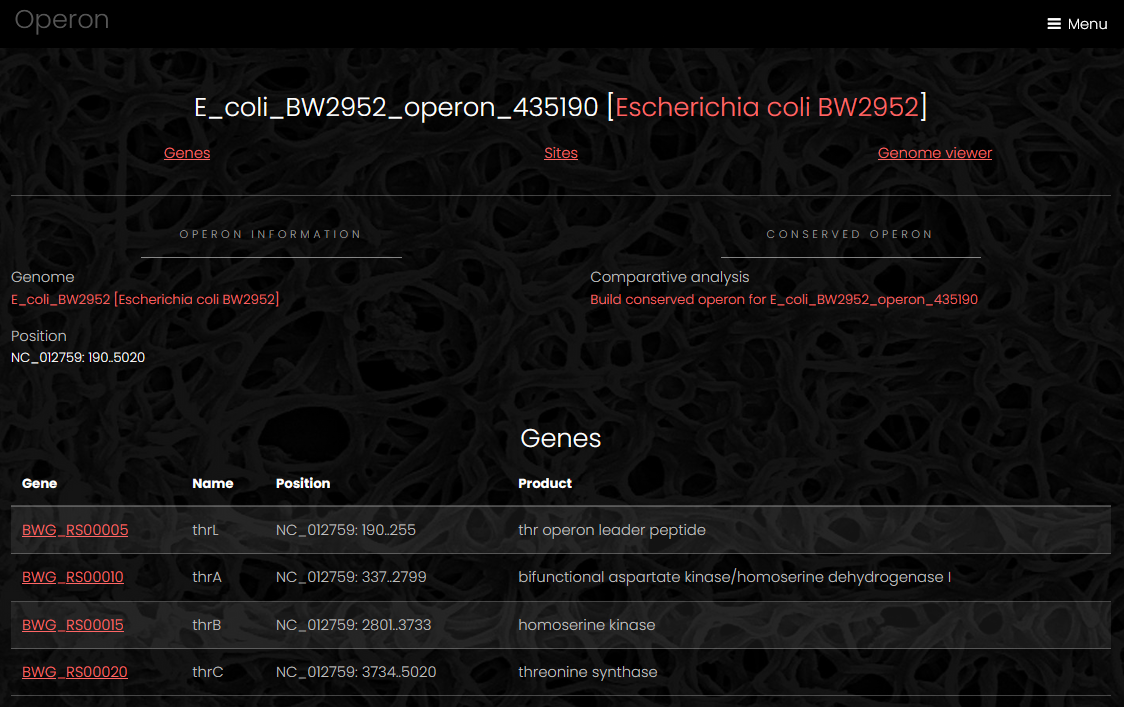 Operon
Menu
E_coli_BW2952_operon_435190 [Escherichia coli BW2952]
Genes Sites Genome viewer
OPERON INFORMATION
Genome
E_coli_BW2952 [Escherichia coli BW2952]
Position
NC_012759: 190..5020
CONSERVED OPERON
Comparative analysis
Build conserved operon for E_coli_BW2952_operon_435190
Genes
Gene Name Position Product
BWG_RS00005 thrL NC_012759: 190..255 thr operon leader peptide
BWG_RS00010 thrA NC_012759: 337..2799 bifunctional aspartate kinase/homoserine dehydrogenase I
BWG_RS00015 thrB NC_012759: 2801..3733 homoserine kinase
BWG_RS00020 thrC NC_012759: 3734..5020 threonine synthase